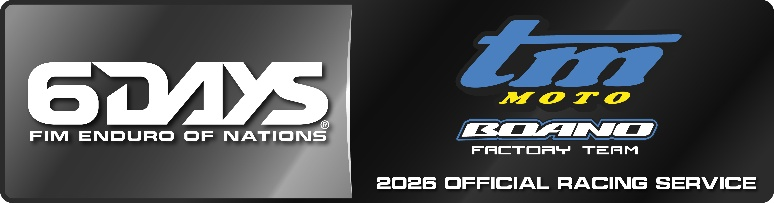 6DAYS®
FIM ENDURO OF NATIONS
tm
MOTO
BOANO
FACTORY TEAM
2026 OFFICIAL RACING SERVICE